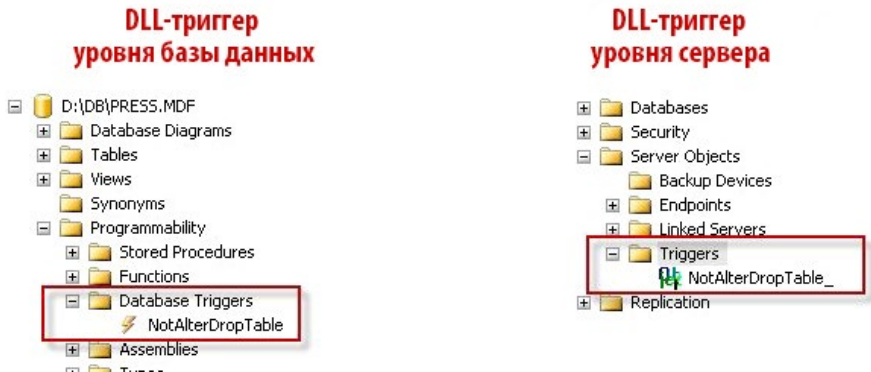 DLL-триггер
уровня базы данных
D:\DB\PRESS.MDF
Database Diagrams
Tables
Views
Synonyms
Programmability
Stored Procedures
Functions
Database Triggers
NotAlterDropTable
Assemblies
Types
DLL-триггер
уровня сервера
Databases
Security
Server Objects
Backup Devices
Endpoints
Linked Servers
Triggers
NotAlterDropTable_
Replication